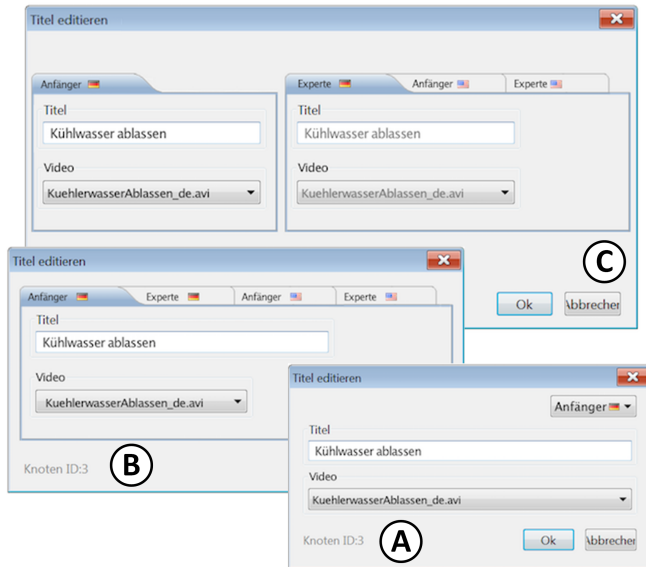 Titel editieren
Anfänger
Experte Anfänger Experte
Titel
Kühlwasser ablassen
Video
KuehlerwasserAblassen_de.avi
Titel
Kühlwasser ablassen
Video
KuehlerwasserAblassen_de.avi
C
Ok \bbrecher
Titel editieren
Anfänger Experte Anfänger Experte
Titel
Kühlwasser ablassen
Video
KuehlerwasserAblassen_de.avi
Knoten ID:3
B
Titel editieren
Anfänger
Titel
Kühlwasser ablassen
Video
KuehlerwasserAblassen_de.avi
Knoten ID:3
A
Ok \bbrecher